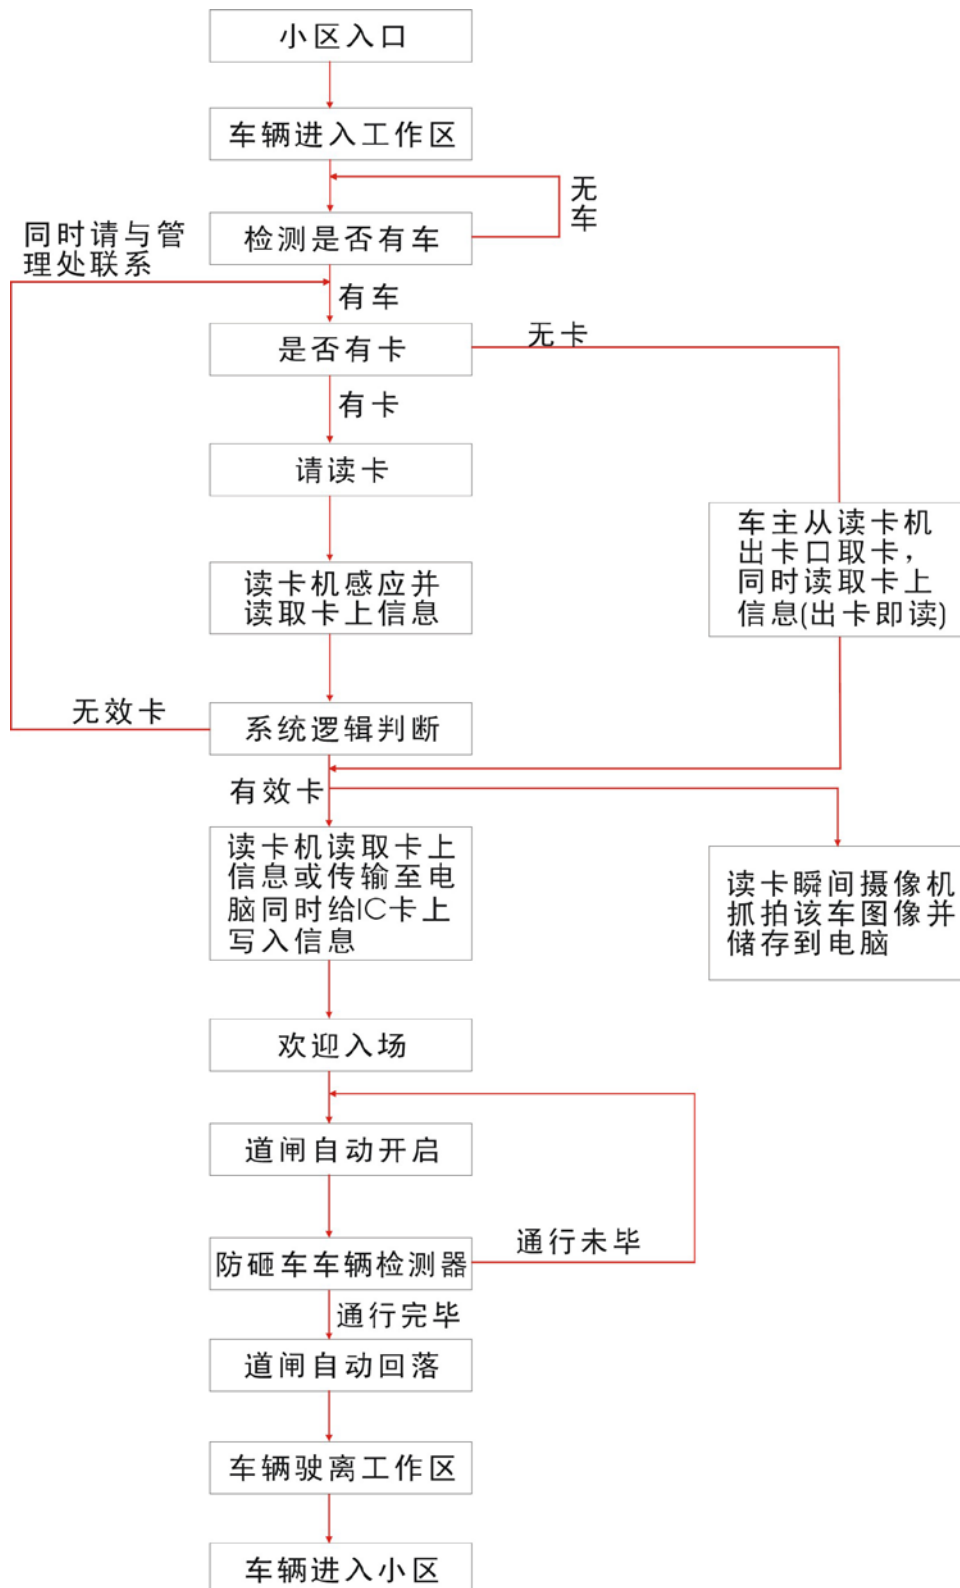 小区入口
车辆进入工作区
无
车
检测是否有车
同时请与管
理处联系
有车
是否有卡
无卡
有卡
请读卡
车主从读卡机
出卡口取卡，
同时读取卡上
信息(出卡即读)
读卡机感应并
读取卡上信息
无效卡
系统逻辑判断
有效卡
读卡机读取卡上
信息或传输至电
脑同时给IC卡上
写入信息
读卡瞬间摄像机
抓拍该车图像并
储存到电脑
欢迎入场
道闸自动开启
通行未毕
防砸车车辆检测器
通行完毕
道闸自动回落
车辆驶离工作区
车辆进入小区